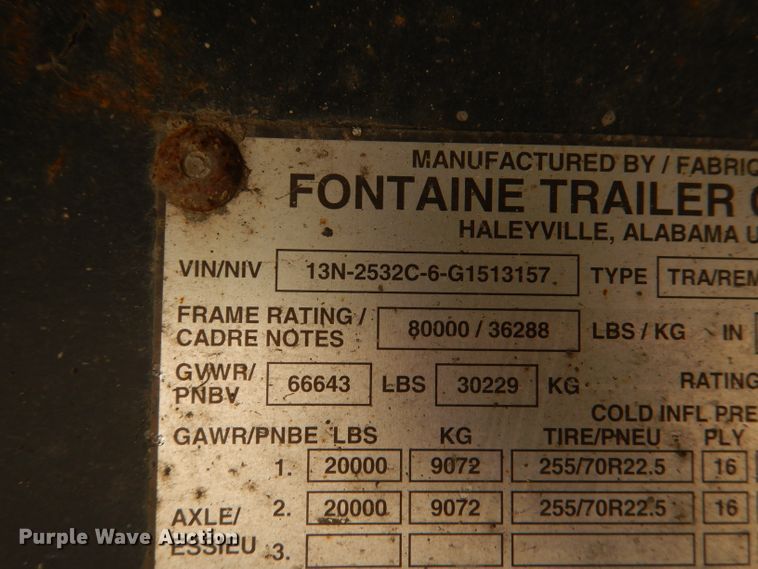 MANUFACTURED BY / FABRIC
FONTAINE TRAILER
HALEYVILLE, ALABAMA U
VIN/NIV 13N-2532C-6-G1513157 TYPE TRA/REM
FRAME RATING / CADRE NOTES 80000 / 36288 LBS / KG IN
GVWR/ PNBV 66643 LBS 30229 KG RATING
COLD INFL PRE
GAWR/PNBE LBS KG TIRE/PNEU PLY
1. 20000 9072 255/70R22.5 16
AXLE/ ESSIEU 2. 20000 9072 255/70R22.5 16
3.
Purple Wave Auction